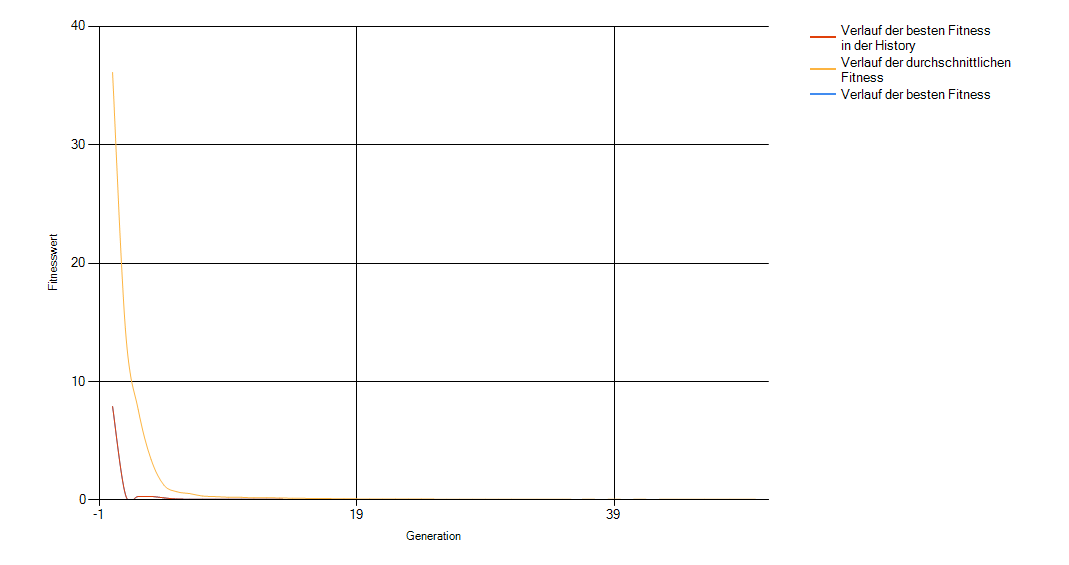 40
30
20
10
0
-1
19
39
Fitnesswert
Generation
Verlauf der besten Fitness
in der History
Verlauf der durchschnittlichen
Fitness
Verlauf der besten Fitness